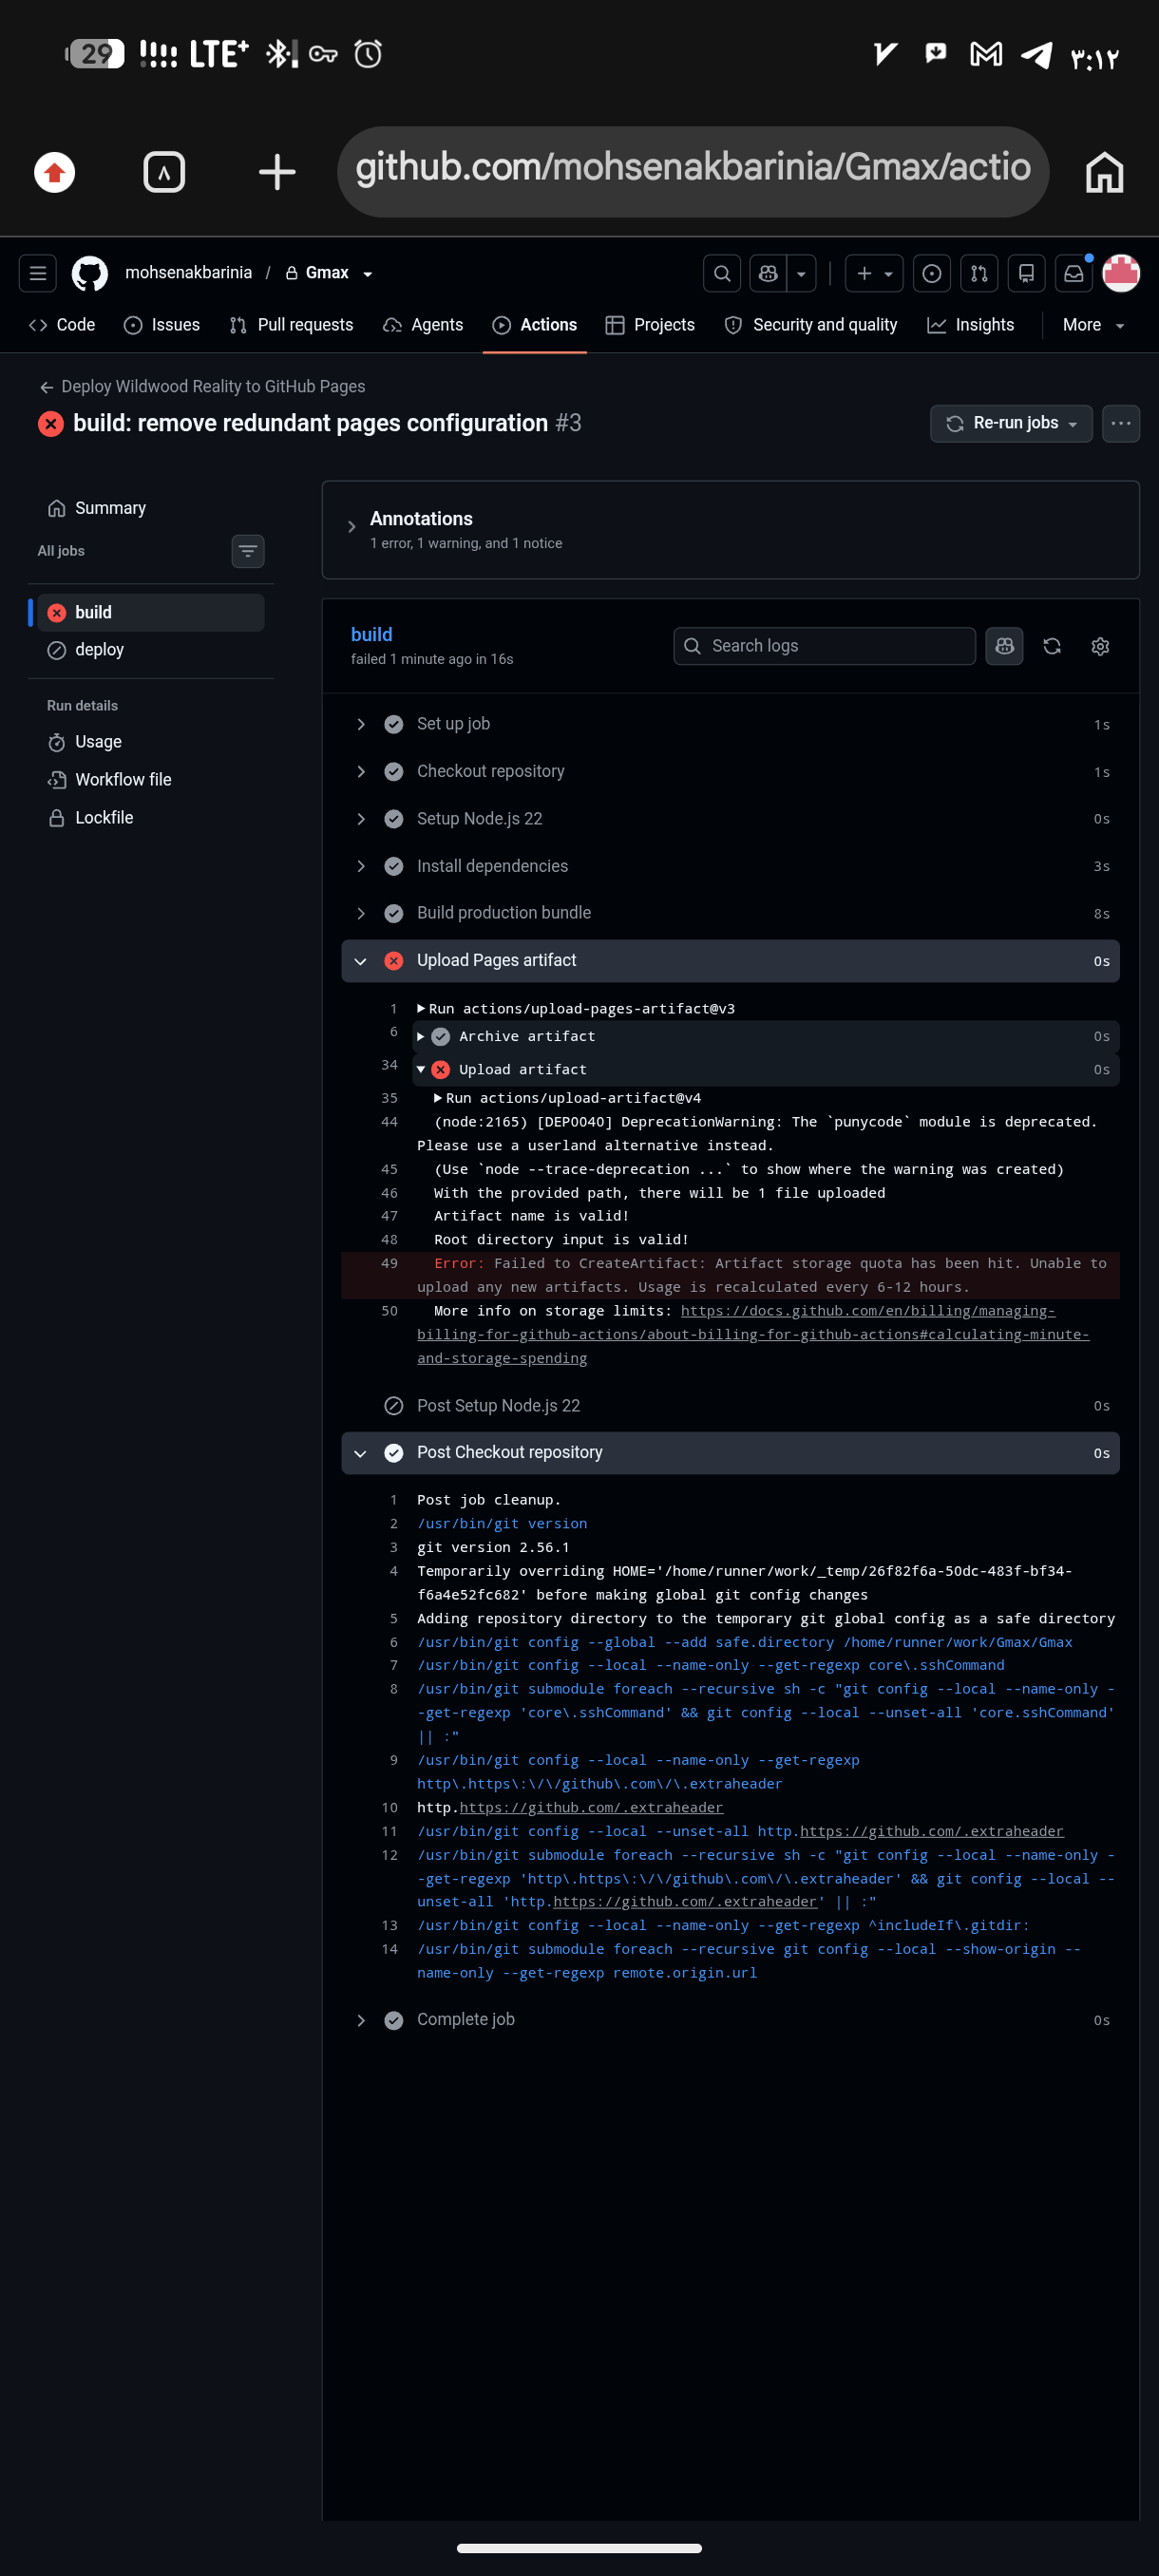 29 LTE+ ۳:۱۲
github.com/mohsenakbarinia/Gmax/actio
mohsenakbarinia / Gmax
Code Issues Pull requests Agents Actions Projects Security and quality Insights More
Deploy Wildwood Reality to GitHub Pages
build: remove redundant pages configuration #3
Re-run jobs
Summary
All jobs
build
deploy
Run details
Usage
Workflow file
Lockfile
Annotations
1 error, 1 warning, and 1 notice
build
failed 1 minute ago in 16s
Search logs
Set up job 1s
Checkout repository 1s
Setup Node.js 22 0s
Install dependencies 3s
Build production bundle 8s
Upload Pages artifact 0s
1 Run actions/upload-pages-artifact@v3
6 Archive artifact 0s
34 Upload artifact 0s
35 Run actions/upload-artifact@v4
44 (node:2165) [DEP0040] DeprecationWarning: The `punycode` module is deprecated.
Please use a userland alternative instead.
45 (Use `node --trace-deprecation ...` to show where the warning was created)
46 With the provided path, there will be 1 file uploaded
47 Artifact name is valid!
48 Root directory input is valid!
49 Error: Failed to CreateArtifact: Artifact storage quota has been hit. Unable to
upload any new artifacts. Usage is recalculated every 6-12 hours.
50 More info on storage limits: https://docs.github.com/en/billing/managing-
billing-for-github-actions/about-billing-for-github-actions#calculating-minute-
and-storage-spending
Post Setup Node.js 22 0s
Post Checkout repository 0s
1 Post job cleanup.
2 /usr/bin/git version
3 git version 2.56.1
4 Temporarily overriding HOME='/home/runner/work/_temp/26f82f6a-50dc-483f-bf34-
f6a4e52fc682' before making global git config changes
5 Adding repository directory to the temporary git global config as a safe directory
6 /usr/bin/git config --global --add safe.directory /home/runner/work/Gmax/Gmax
7 /usr/bin/git config --local --name-only --get-regexp core\.sshCommand
8 /usr/bin/git submodule foreach --recursive sh -c "git config --local --name-only -
-get-regexp 'core\.sshCommand' && git config --local --unset-all 'core.sshCommand'
|| :"
9 /usr/bin/git config --local --name-only --get-regexp
http\.https\:\/\/github\.com\/\.extraheader
10 http.https://github.com/.extraheader
11 /usr/bin/git config --local --unset-all http.https://github.com/.extraheader
12 /usr/bin/git submodule foreach --recursive sh -c "git config --local --name-only -
-get-regexp 'http\.https\:\/\/github\.com\/\.extraheader' && git config --local --
unset-all 'http.https://github.com/.extraheader' || :"
13 /usr/bin/git config --local --name-only --get-regexp ^includeIf\.gitdir:
14 /usr/bin/git submodule foreach --recursive git config --local --show-origin --
name-only --get-regexp remote.origin.url
Complete job 0s